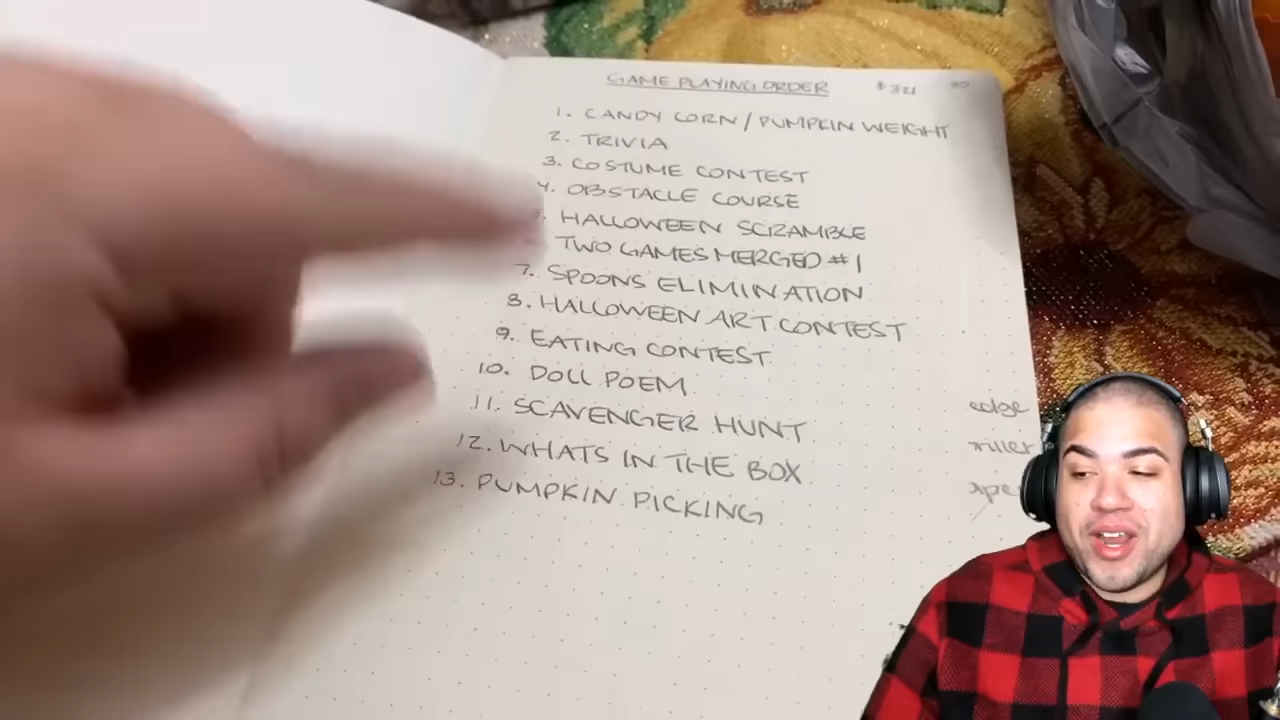 GAME PLAYING ORDER $321
1. CANDY CORN / PUMPKIN WEIGHT
2. TRIVIA
3. COSTUME CONTEST
4. OBSTACLE COURSE
HALLOWEEN SCRAMBLE
TWO GAMES MERGED #1
7. SPOONS ELIMINATION
8. HALLOWEEN ART CONTEST
9. EATING CONTEST
10. DOLL POEM
11. SCAVENGER HUNT
12. WHATS IN THE BOX
13. PUMPKIN PICKING
edge